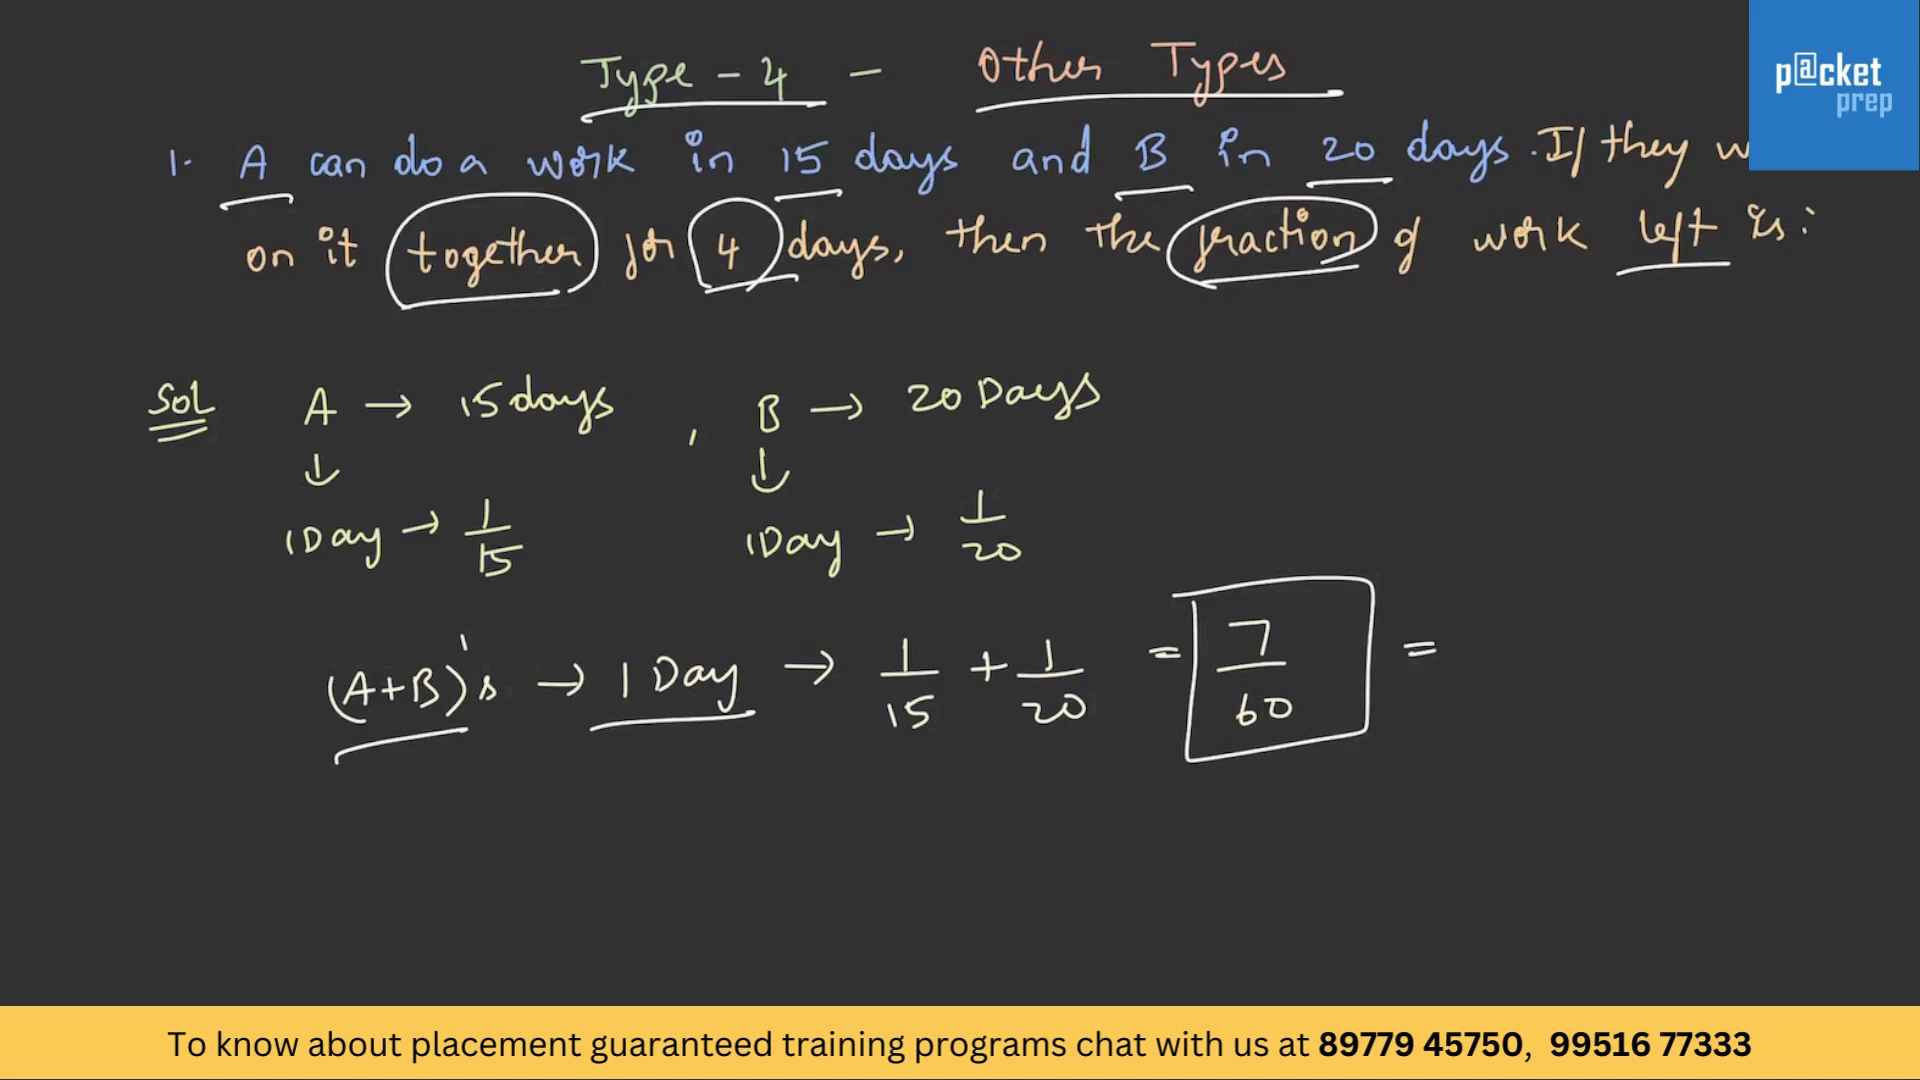 Type - 4 - Other Types
p@cket
prep
1. A can do a work in 15 days and B in 20 days. If they
on it together for 4 days, then the fraction of work left is:
Sol A → 15 days , B → 20 Days
↓ ↓
1 Day → 1/15 1 Day → 1/20
(A+B)'s → 1 Day → 1/15 + 1/20 = 7/60 =
To know about placement guaranteed training programs chat with us at 89779 45750, 99516 77333